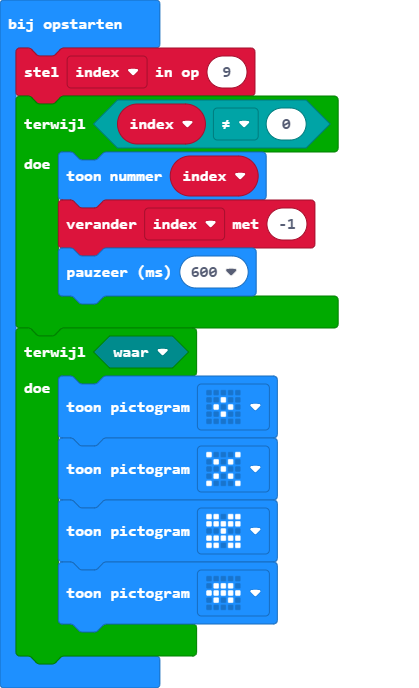 bij opstarten
stel index in op 9
terwijl index ≠ 0
doe
toon nummer index
verander index met -1
pauzeer (ms) 600
terwijl waar
doe
toon pictogram
toon pictogram
toon pictogram
toon pictogram